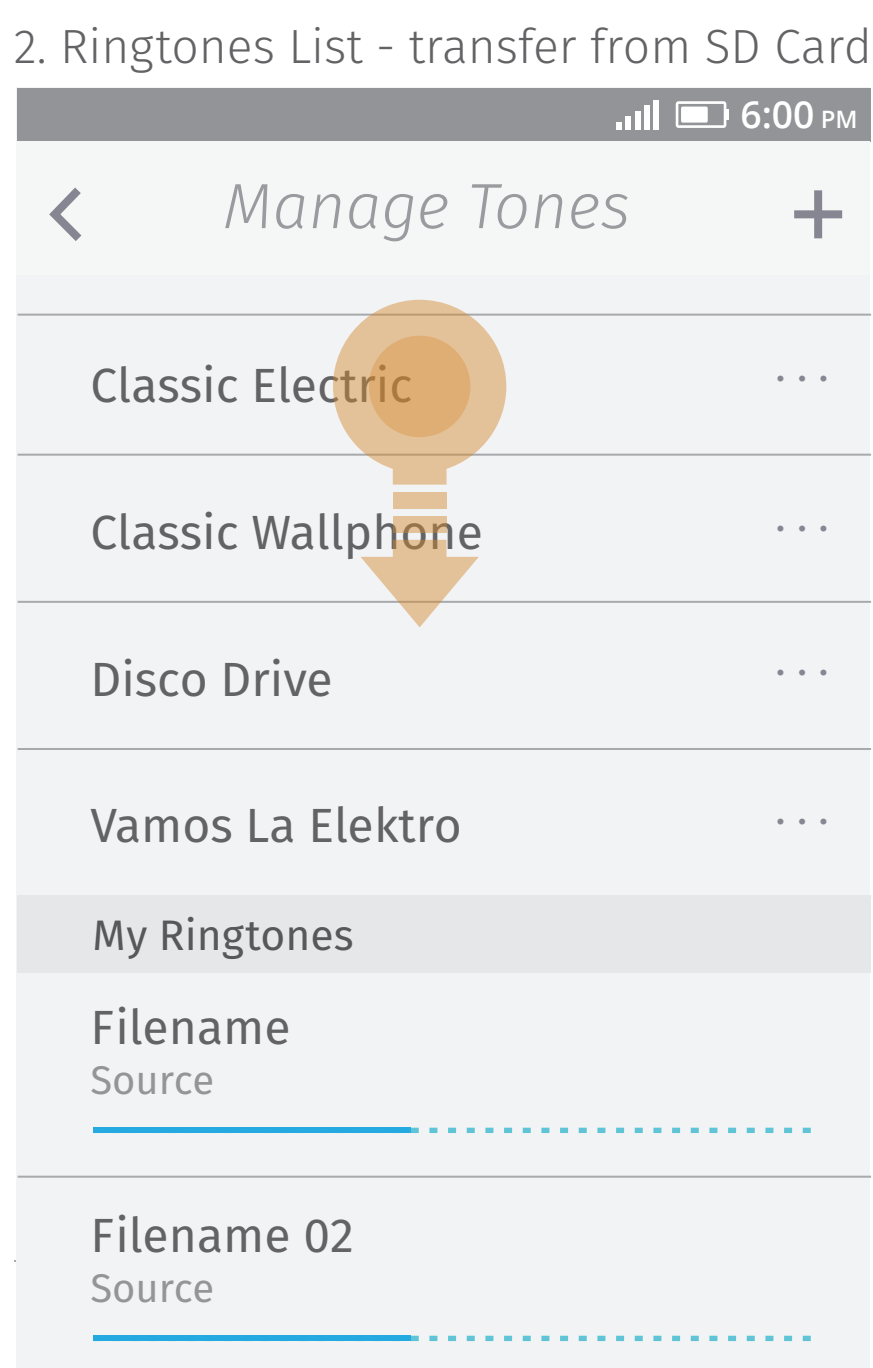 2. Ringtones List - transfer from SD Card
6:00 PM
Manage Tones
Classic Electric
...
Classic Wallphone
...
Disco Drive
...
Vamos La Elektro
...
My Ringtones
Filename
Source
Filename 02
Source